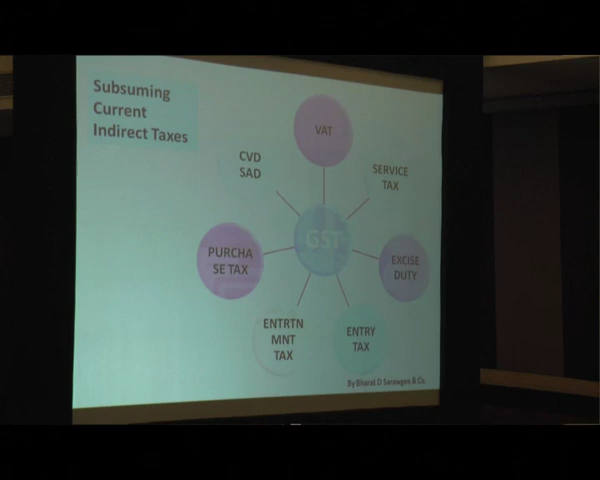 Subsuming
Current
Indirect Taxes
VAT
CVD
SAD
SERVICE
TAX
GST
PURCHA
SE TAX
EXCISE
DUTY
ENTRTN
MNT
TAX
ENTRY
TAX
By Bharat D Sarawgee & Co.